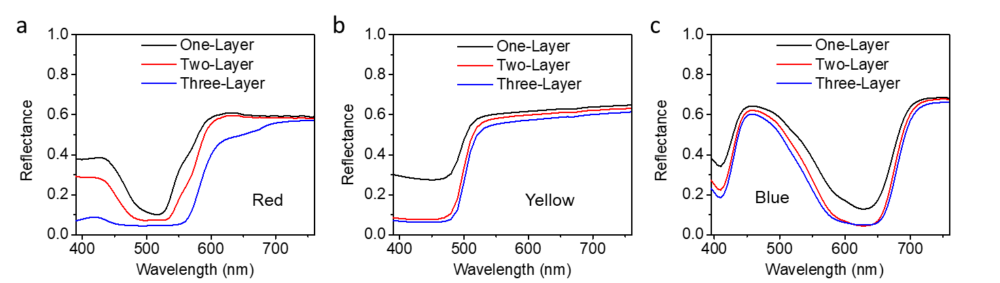 a
1.0
0.8
0.6
0.4
0.2
0.0
Reflectance
One-Layer
Two-Layer
Three-Layer
Red
400
500
600
700
Wavelength (nm)
b
1.0
0.8
0.6
0.4
0.2
0.0
Reflectance
One-Layer
Two-Layer
Three-Layer
Yellow
400
500
600
700
Wavelength (nm)
c
1.0
0.8
0.6
0.4
0.2
0.0
Reflectance
One-Layer
Two-Layer
Three-Layer
Blue
400
500
600
700
Wavelength (nm)